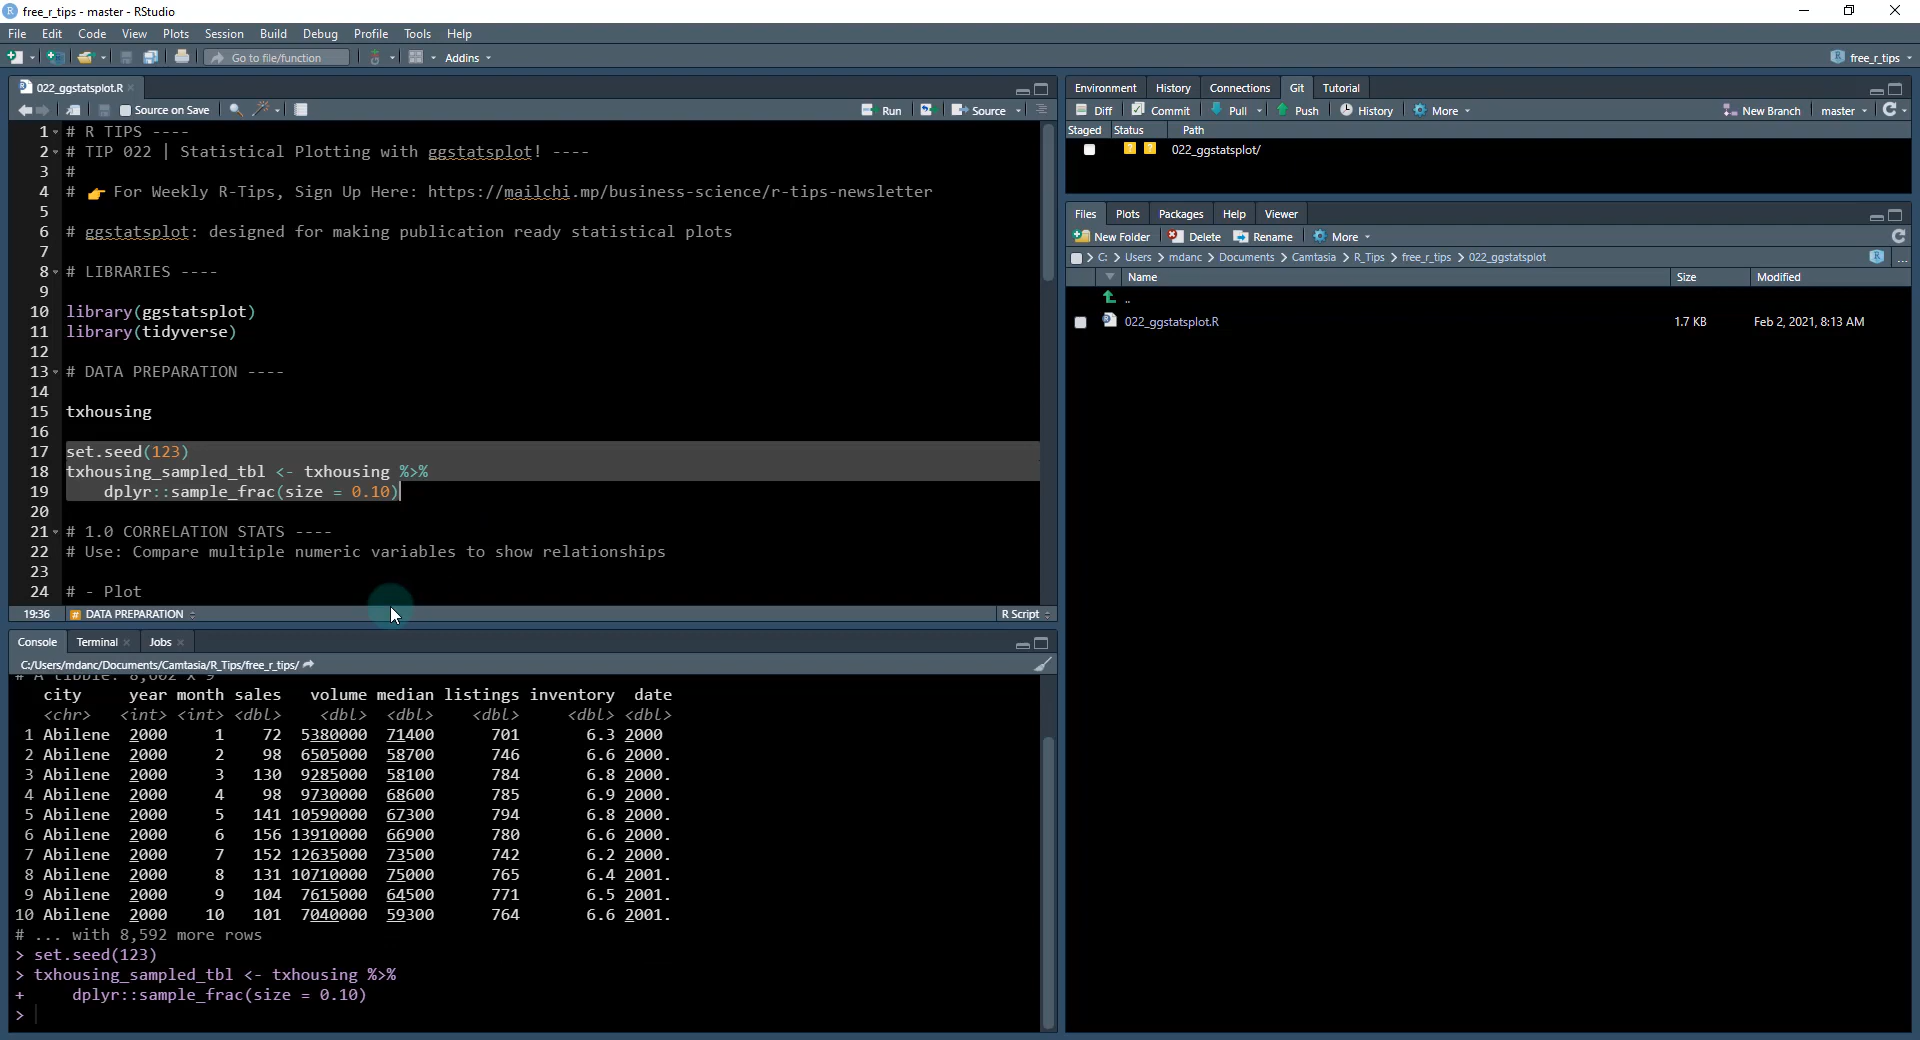 free_r_tips - master - RStudio
File Edit Code View Plots Session Build Debug Profile Tools Help
Go to file/function Addins free_r_tips
022_ggstatsplot.R
Source on Save Run Source
1 # R TIPS ----
2 # TIP 022 | Statistical Plotting with ggstatsplot! ----
3 #
4 # 👉 For Weekly R-Tips, Sign Up Here: https://mailchi.mp/business-science/r-tips-newsletter
5
6 # ggstatsplot: designed for making publication ready statistical plots
7
8 # LIBRARIES ----
9
10 library(ggstatsplot)
11 library(tidyverse)
12
13 # DATA PREPARATION ----
14
15 txhousing
16
17 set.seed(123)
18 txhousing_sampled_tbl <- txhousing %>%
19 dplyr::sample_frac(size = 0.10)
20
21 # 1.0 CORRELATION STATS ----
22 # Use: Compare multiple numeric variables to show relationships
23
24 # - Plot
19:36 # DATA PREPARATION R Script
Console Terminal Jobs
C:/Users/mdanc/Documents/Camtasia/R_Tips/free_r_tips/
# A tibble: 8,602 x 9
city year month sales volume median listings inventory date
<chr> <int> <int> <dbl> <dbl> <dbl> <dbl> <dbl> <dbl>
1 Abilene 2000 1 72 5380000 71400 701 6.3 2000
2 Abilene 2000 2 98 6505000 58700 746 6.6 2000.
3 Abilene 2000 3 130 9285000 58100 784 6.8 2000.
4 Abilene 2000 4 98 9730000 68600 785 6.9 2000.
5 Abilene 2000 5 141 10590000 67300 794 6.8 2000.
6 Abilene 2000 6 156 13910000 66900 780 6.6 2000.
7 Abilene 2000 7 152 12635000 73500 742 6.2 2000.
8 Abilene 2000 8 131 10710000 75000 765 6.4 2001.
9 Abilene 2000 9 104 7615000 64500 771 6.5 2001.
10 Abilene 2000 10 101 7040000 59300 764 6.6 2001.
# ... with 8,592 more rows
> set.seed(123)
> txhousing_sampled_tbl <- txhousing %>%
+ dplyr::sample_frac(size = 0.10)
>
Environment History Connections Git Tutorial
Diff Commit Pull Push History More New Branch master
Staged Status Path
? ? 022_ggstatsplot/
Files Plots Packages Help Viewer
New Folder Delete Rename More
C: > Users > mdanc > Documents > Camtasia > R_Tips > free_r_tips > 022_ggstatsplot ...
Name Size Modified
..
022_ggstatsplot.R 1.7 KB Feb 2, 2021, 8:13 AM